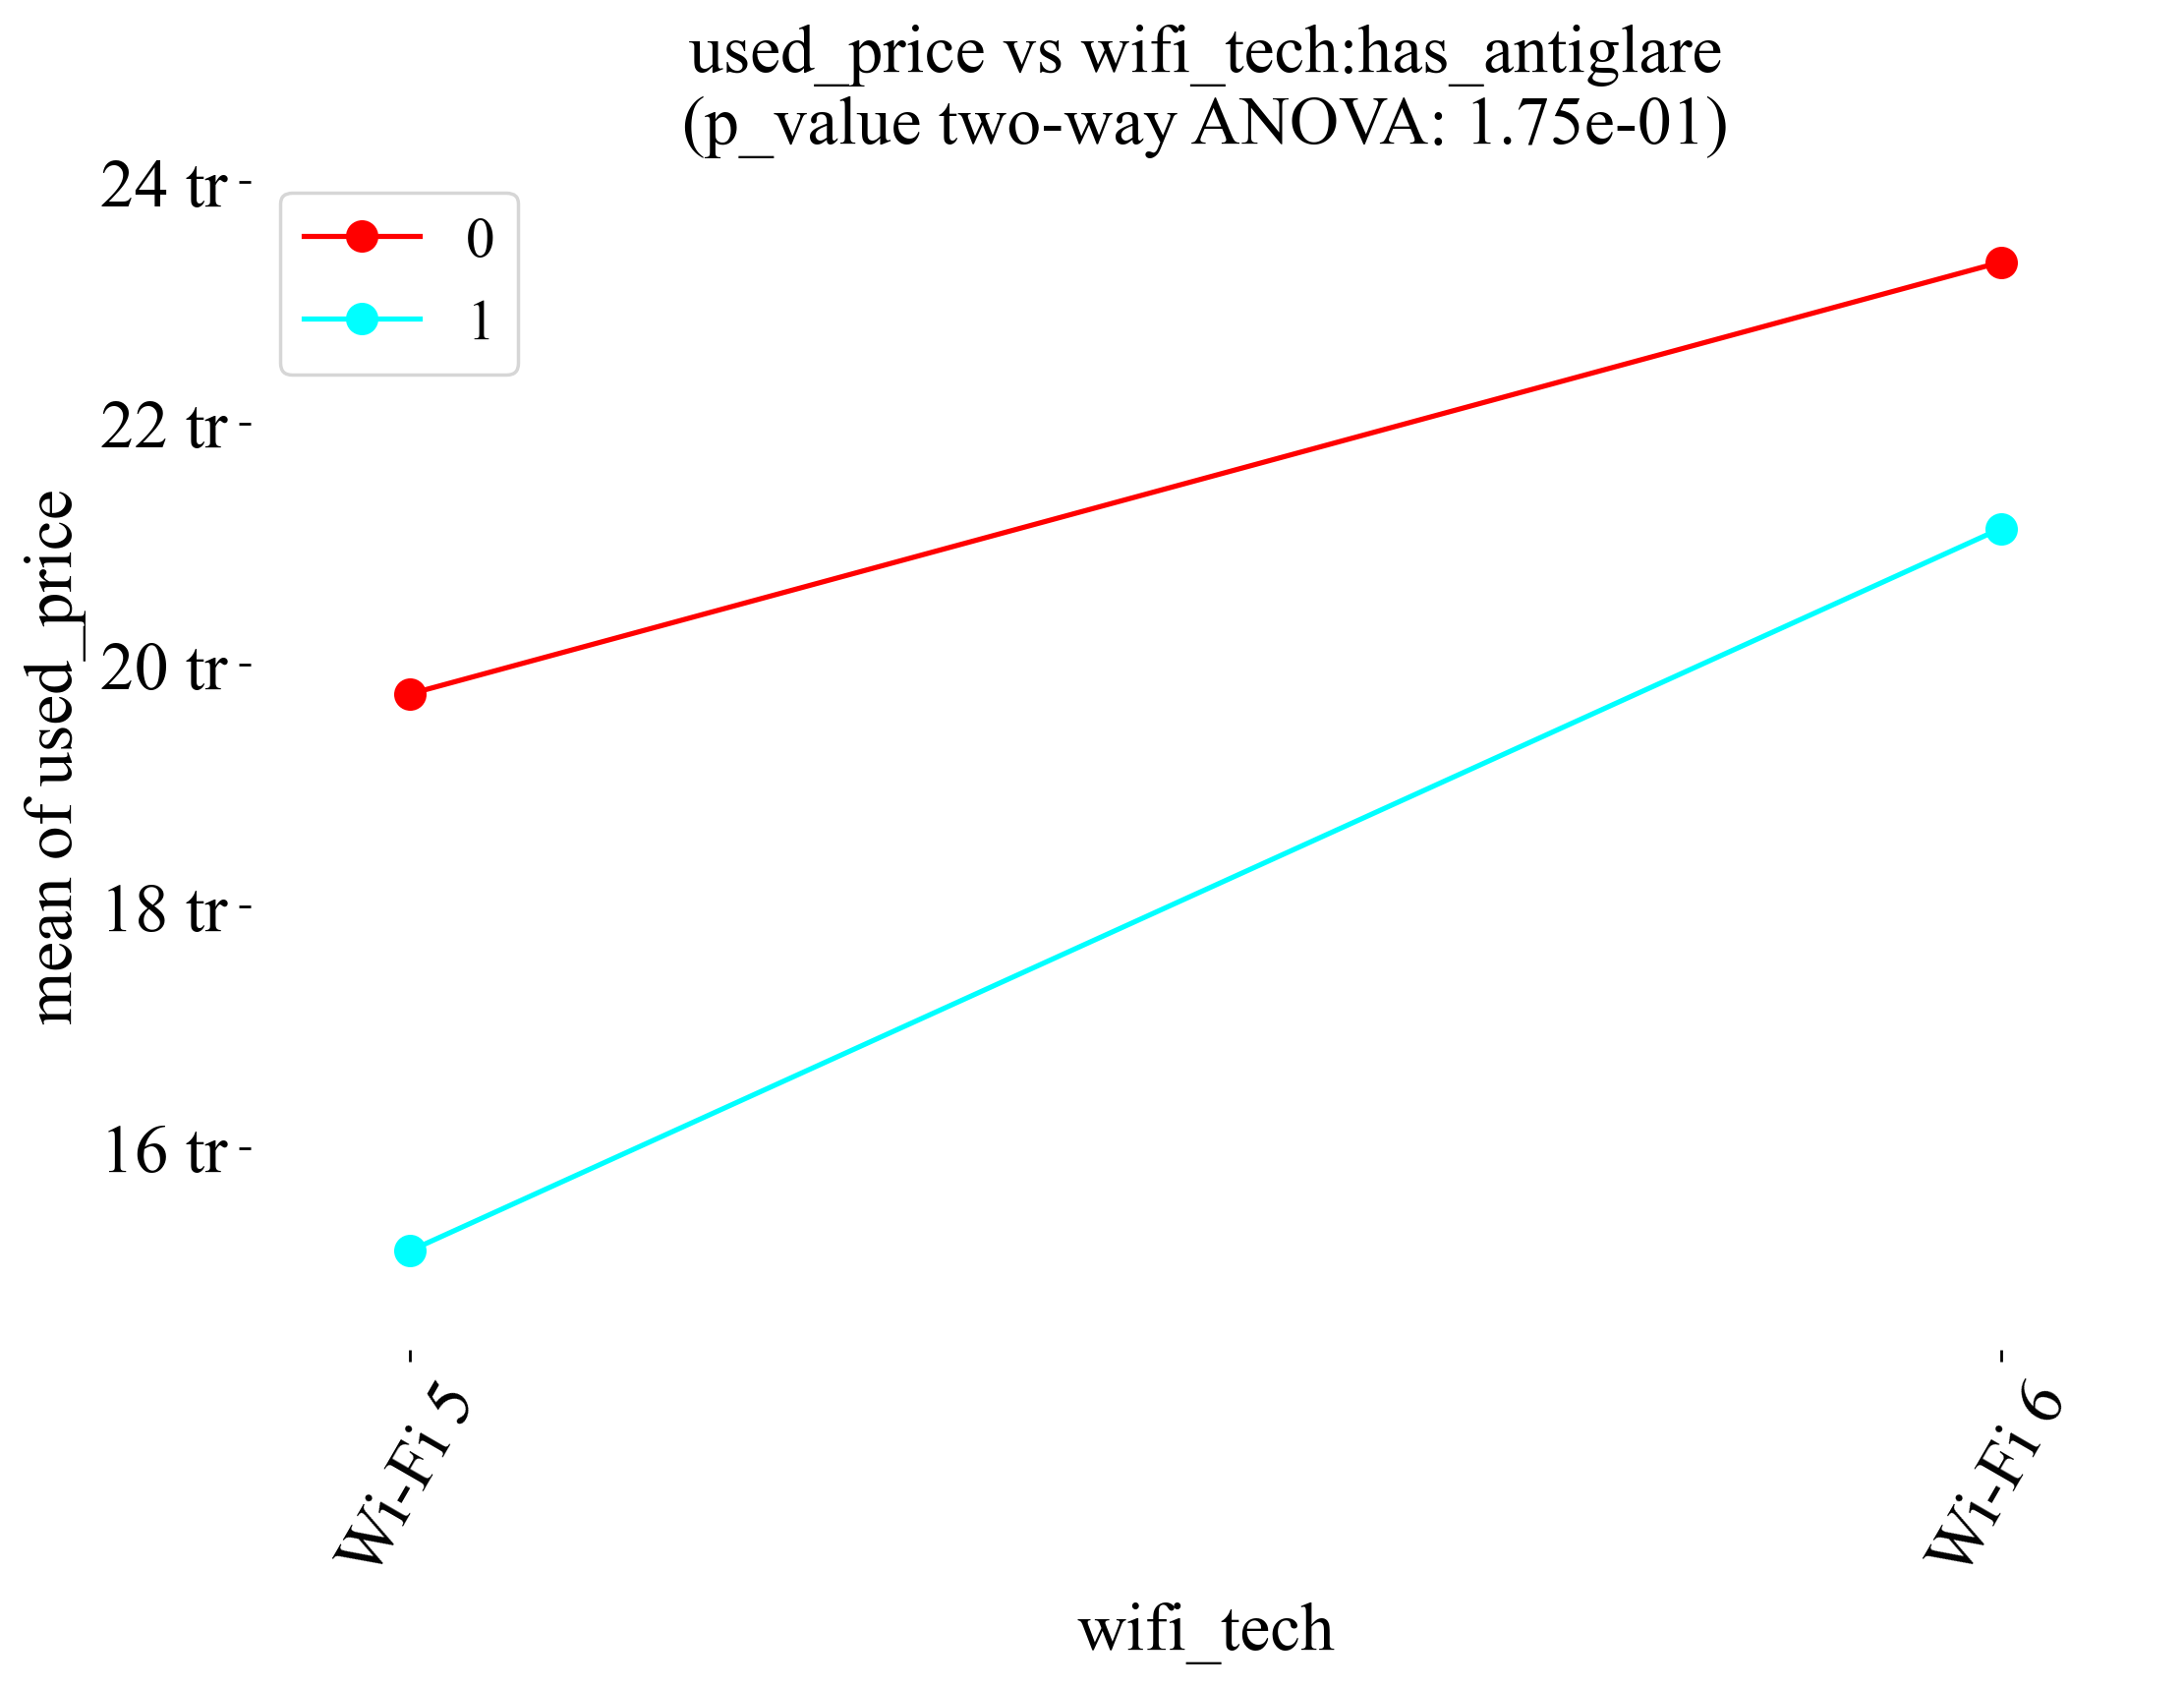 used_price vs wifi_tech:has_antiglare
(p_value two-way ANOVA: 1.75e-01)
24 tr
22 tr
20 tr
18 tr
16 tr
0
1
mean of used_price
Wi-Fi 5
Wi-Fi 6
wifi_tech